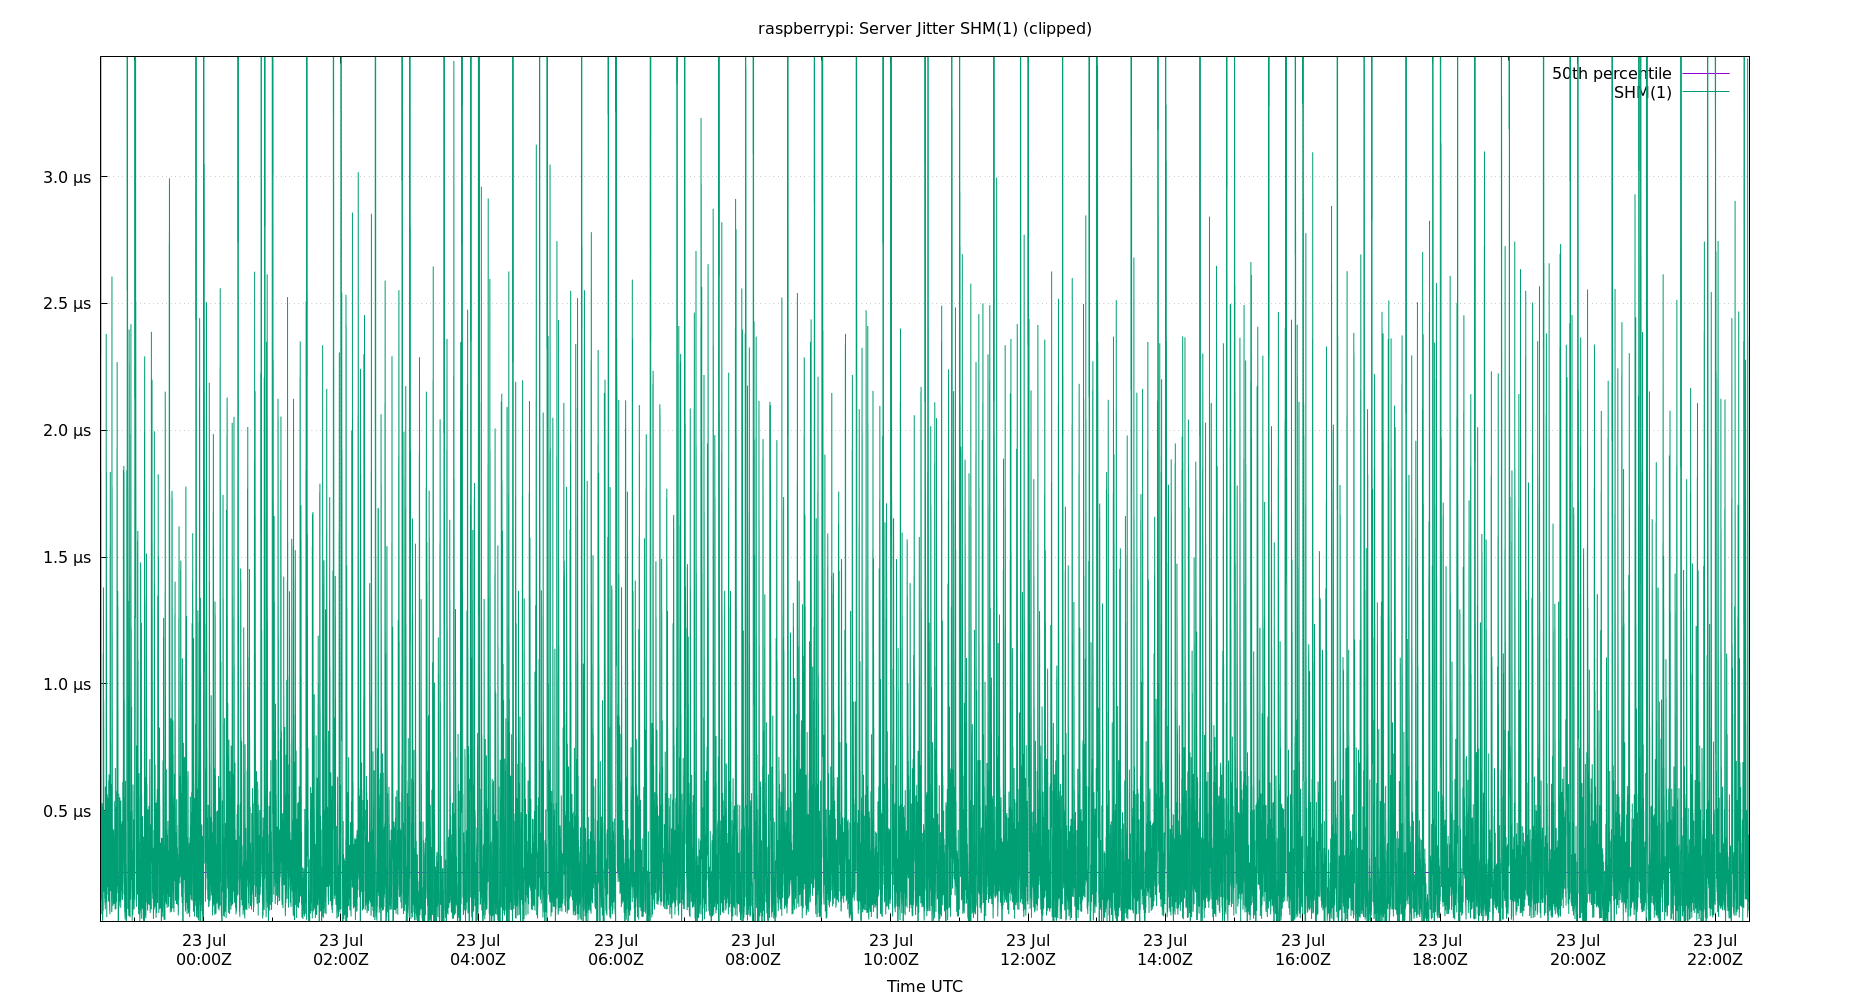 raspberrypi: Server Jitter SHM(1) (clipped)
50th percentile
SHM(1)
3.0 µs
2.5 µs
2.0 µs
1.5 µs
1.0 µs
0.5 µs
23 Jul 23 Jul 23 Jul 23 Jul 23 Jul 23 Jul 23 Jul 23 Jul 23 Jul 23 Jul 23 Jul 23 Jul
00:00Z 02:00Z 04:00Z 06:00Z 08:00Z 10:00Z 12:00Z 14:00Z 16:00Z 18:00Z 20:00Z 22:00Z
Time UTC